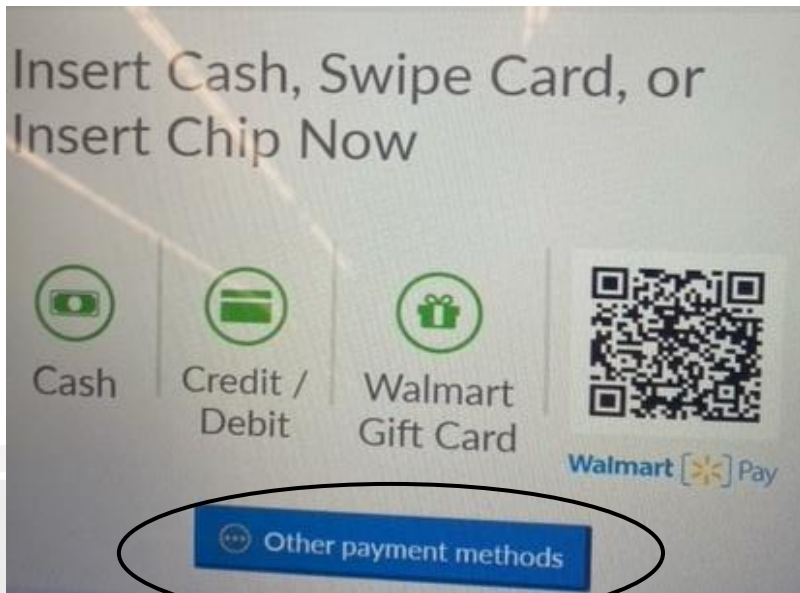 Insert Cash, Swipe Card, or
Insert Chip Now
Cash
Credit /
Debit
Walmart
Gift Card
Walmart Pay
Other payment methods